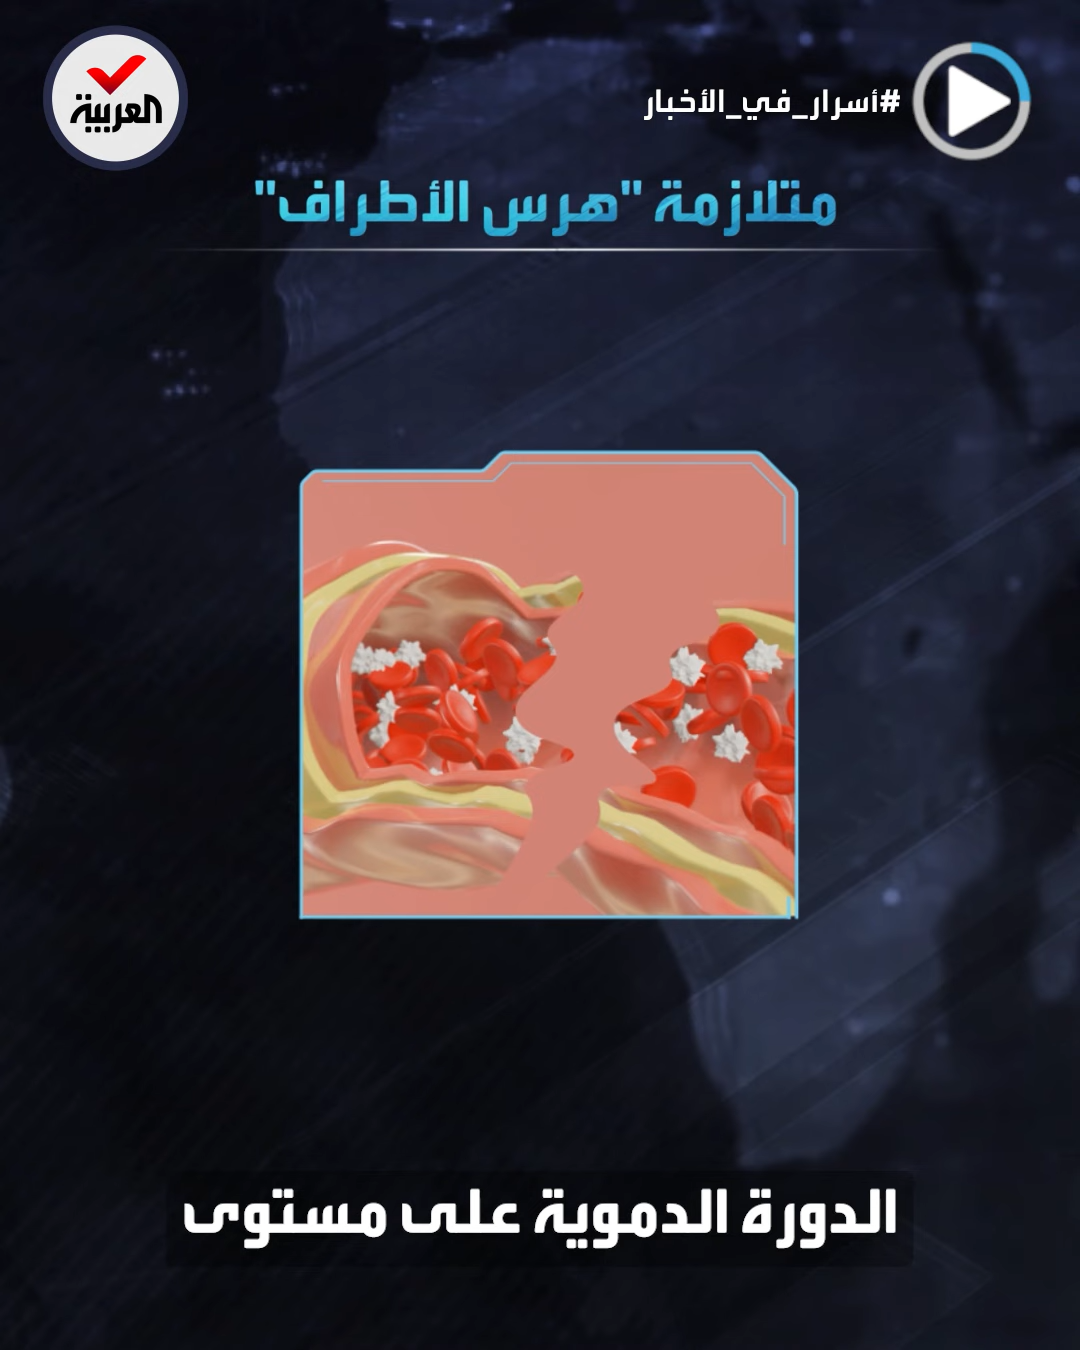 العربية
#أسرار_في_الأخبار
متلازمة "هرس الأطراف"
الدورة الدموية على مستوى